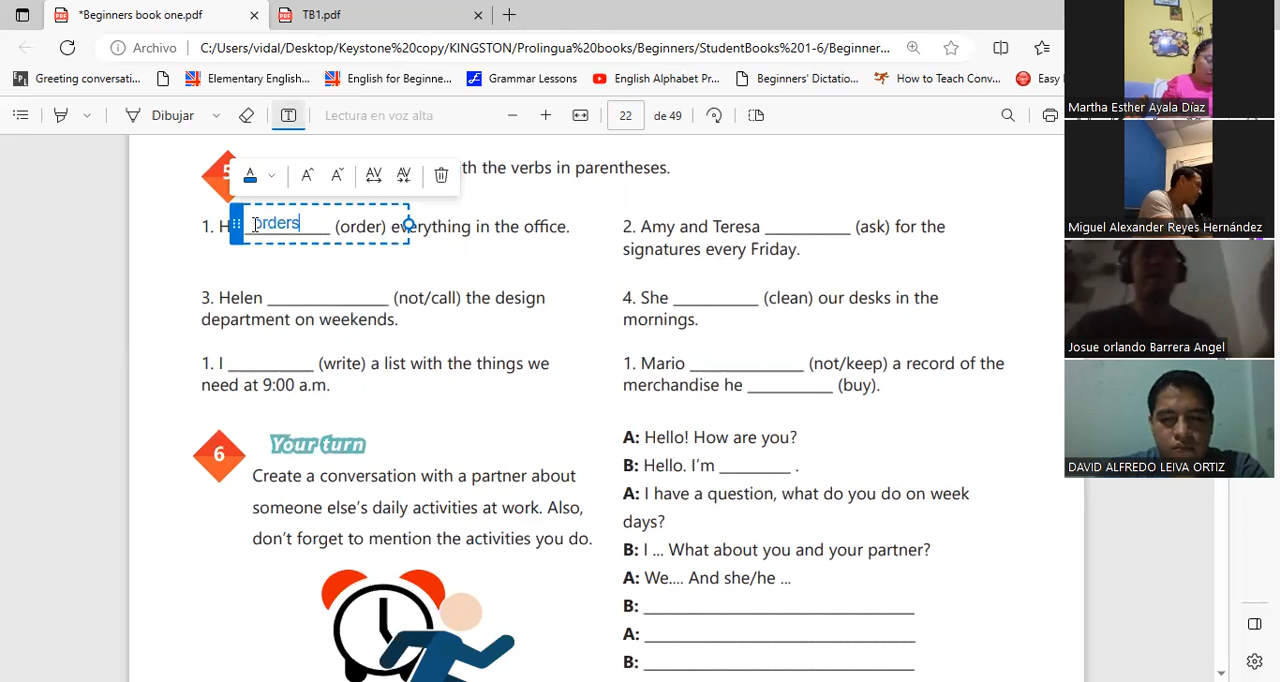 *Beginners book one.pdf
TB1.pdf
Archivo
C:/Users/vidal/Desktop/Keystone%20copy/KINGSTON/Prolingua%20books/Beginners/StudentBooks%201-6/Beginner...
Greeting conversati...
Elementary English...
English for Beginne...
Grammar Lessons
English Alphabet Pr...
Beginners' Dictatio...
How to Teach Conv...
Easy
Dibujar
Lectura en voz alta
22
de 49
th the verbs in parentheses.
1. H orders (order) everything in the office.
2. Amy and Teresa __________ (ask) for the
signatures every Friday.
3. Helen ______________ (not/call) the design
department on weekends.
4. She __________ (clean) our desks in the
mornings.
1. I __________ (write) a list with the things we
need at 9:00 a.m.
1. Mario _____________ (not/keep) a record of the
merchandise he __________ (buy).
6
Your turn
Create a conversation with a partner about
someone else's daily activities at work. Also,
don't forget to mention the activities you do.
A: Hello! How are you?
B: Hello. I'm ________ .
A: I have a question, what do you do on week
days?
B: I ... What about you and your partner?
A: We.... And she/he ...
B: ________________________________
A: ________________________________
B: ________________________________
Martha Esther Ayala Díaz
Miguel Alexander Reyes Hernández
Josue orlando Barrera Angel
DAVID ALFREDO LEIVA ORTIZ